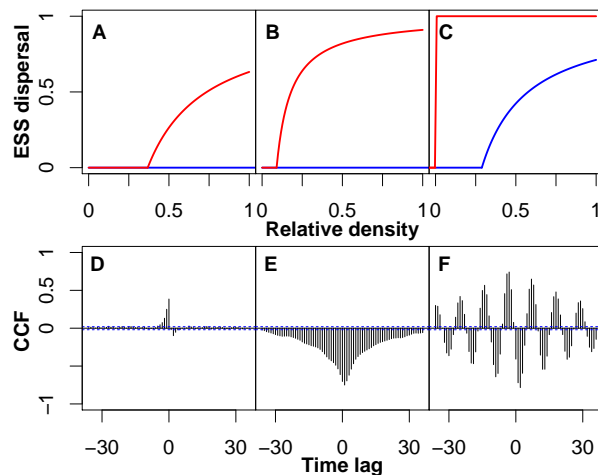 A B C
ESS dispersal
1
0.5
0
0 0.5 1 0 0.5 1 0 0.5 1
Relative density
D E F
CCF
1
0.5
0
−1
−30 0 30 −30 0 30 −30 0 30
Time lag